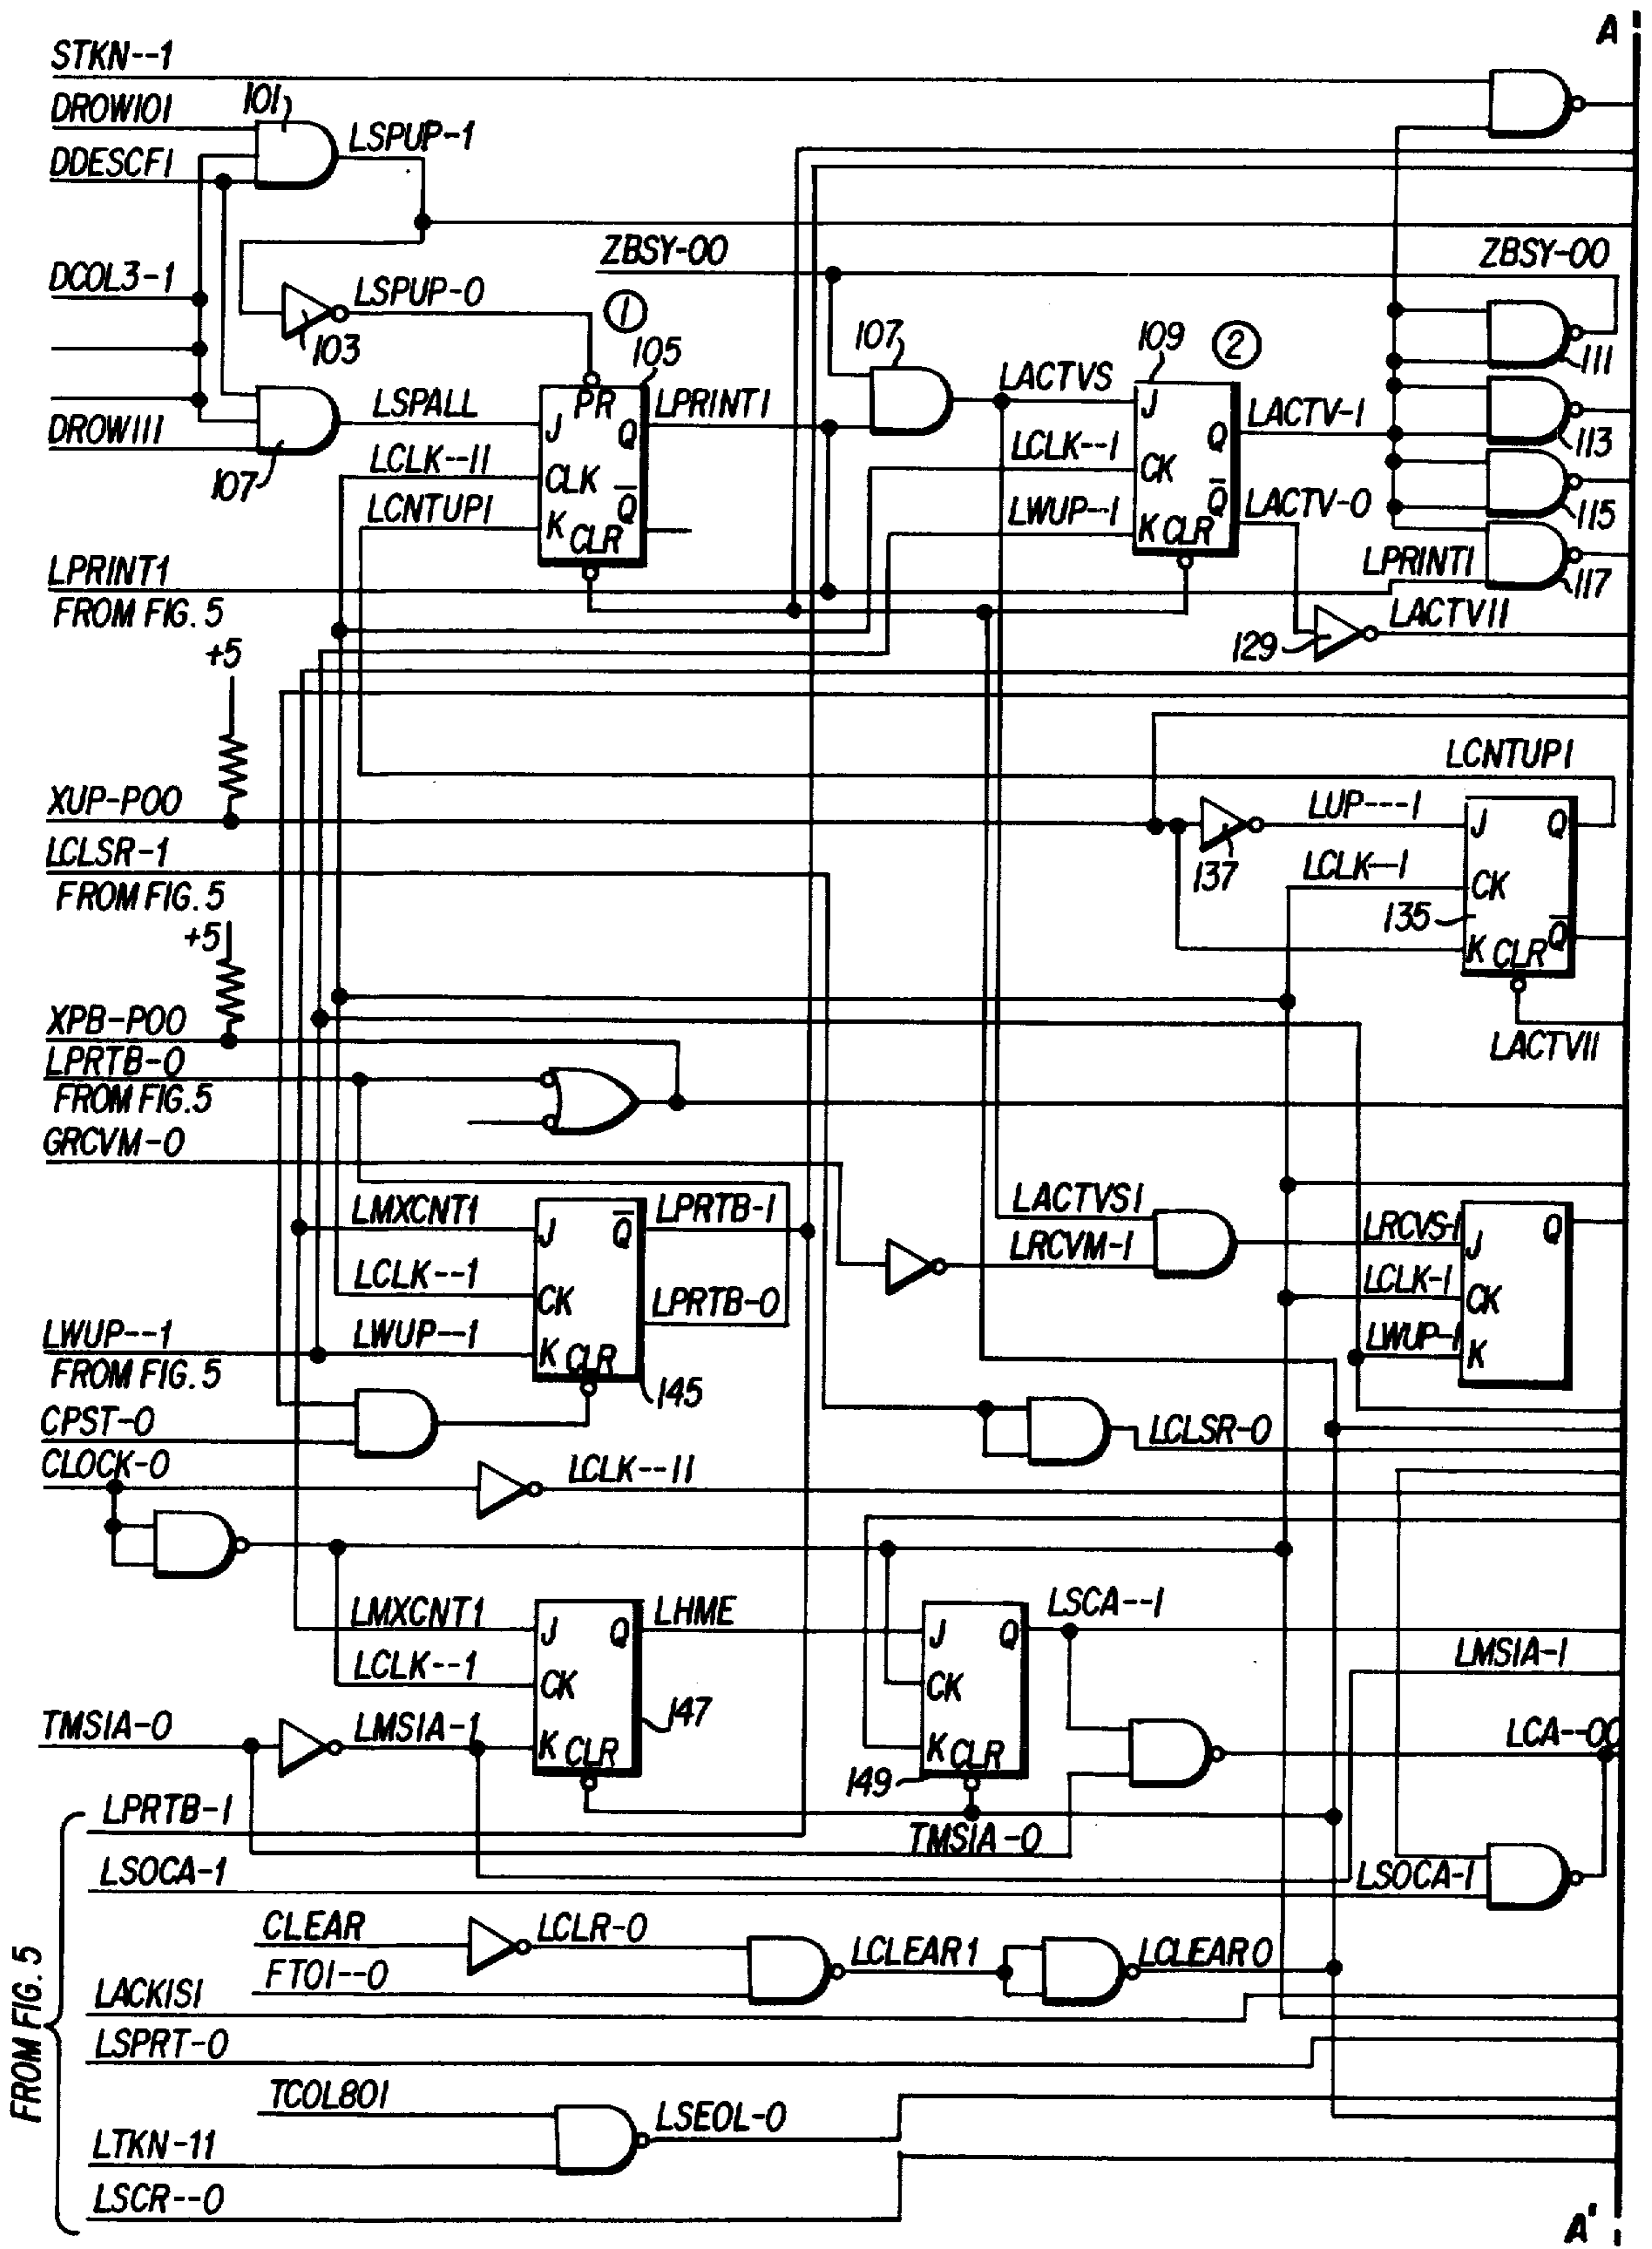 A
STKN--1
DROW101
101
LSPUP-1
DDESCF1
ZBSY-00
ZBSY-00
DCOL3-1
LSPUP-0
1
103
105
107
109
2
111
LSPALL
PR
LPRINT1
LACTVS
J
Q
J
Q
LACTV-1
113
DROW111
107
LCLK--11
CLK
Q
LCLK--1
CK
Q
LACTV-0
115
LCNTUP1
K
CLR
LWUP--1
K
CLR
LPRINT1
117
LPRINT1
FROM FIG. 5
LACTV11
129
+5
LCNTUP1
XUP-P00
LUP---1
J
Q
137
LCLSR-1
FROM FIG. 5
LCLK--1
CK
135
+5
K
CLR
Q
XPB-P00
LACTV11
LPRTB-0
FROM FIG. 5
GRCVM-0
LMXCNT1
J
Q
LPRTB-1
LACTVS1
LRCVM-1
LRCVS-1
J
Q
LCLK--1
CK
LPRTB-0
LCLK-1
CK
LWUP--1
FROM FIG. 5
LWUP--1
K
CLR
145
LWUP-1
K
CPST-0
LCLSR-0
CLOCK-0
LCLK--11
LMXCNT1
J
Q
LHME
J
Q
LSCA--1
LCLK--1
CK
CK
LMSIA-1
147
TMSIA-0
LMSIA-1
K
CLR
K
CLR
149
LCA--00
LPRTB-1
TMSIA-0
LSOCA-1
LSOCA-1
CLEAR
LCLR-0
LCLEAR1
LCLEAR0
FTO1--0
FROM FIG. 5
LACKIS1
LSPRT-0
TCOL801
LSEOL-0
LTKN-11
LSCR--0
A'